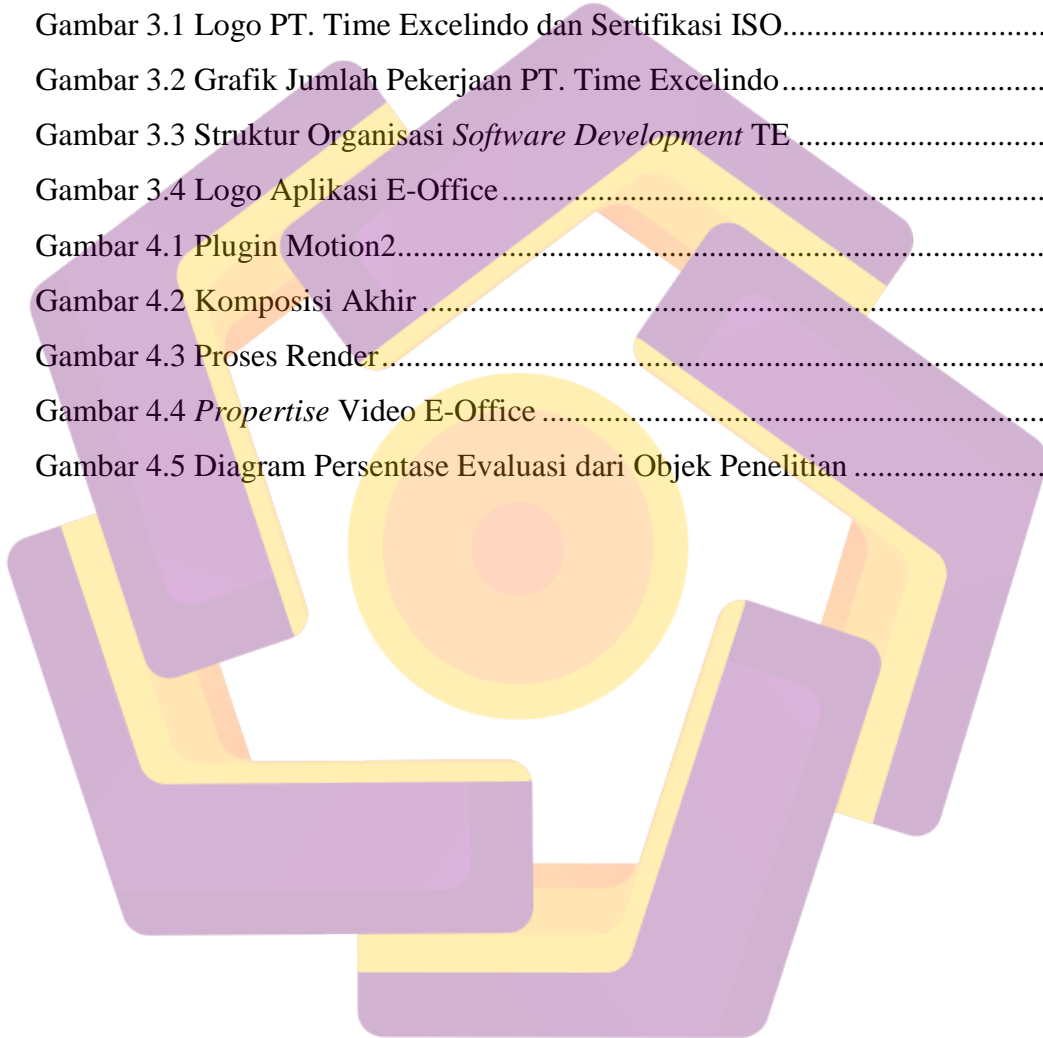 Gambar 3.1 Logo PT. Time Excelindo dan Sertifikasi ISO................................
Gambar 3.2 Grafik Jumlah Pekerjaan PT. Time Excelindo................................
Gambar 3.3 Struktur Organisasi Software Development TE ..............................
Gambar 3.4 Logo Aplikasi E-Office....................................................................
Gambar 4.1 Plugin Motion2................................................................................
Gambar 4.2 Komposisi Akhir .............................................................................
Gambar 4.3 Proses Render..................................................................................
Gambar 4.4 Propertise Video E-Office ...............................................................
Gambar 4.5 Diagram Persentase Evaluasi dari Objek Penelitian .......................